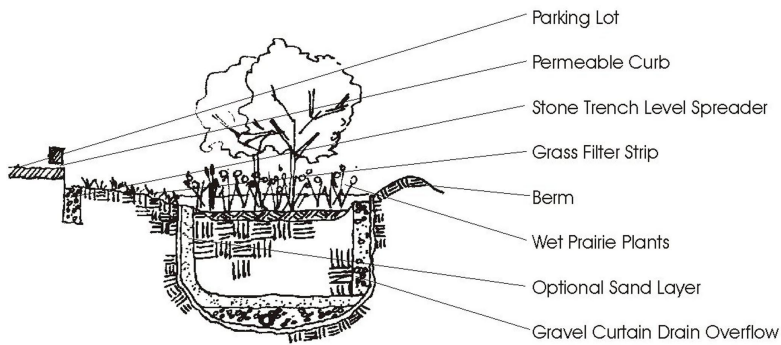 Parking Lot
Permeable Curb
Stone Trench Level Spreader
Grass Filter Strip
Berm
Wet Prairie Plants
Optional Sand Layer
Gravel Curtain Drain Overflow